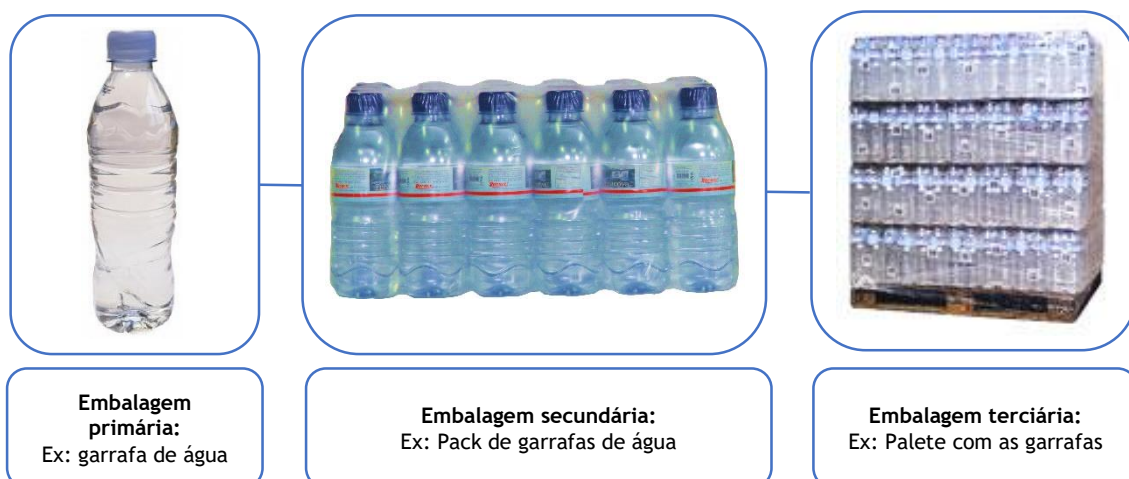 Embalagem
primária:
Ex: garrafa de água
Embalagem secundária:
Ex: Pack de garrafas de água
Embalagem terciária:
Ex: Palete com as garrafas